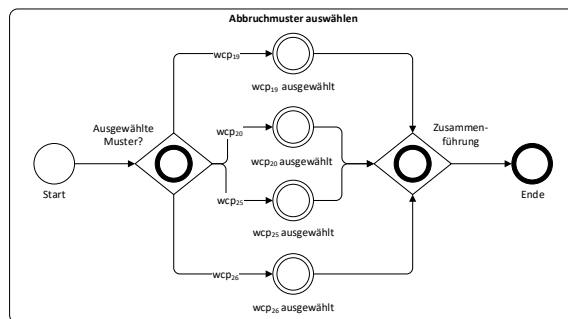 Abbruchmuster auswählen
wcp₁₉
wcp₁₉ ausgewählt
Ausgewählte
Muster?
wcp₂₀
Zusammen-
führung
wcp₂₀ ausgewählt
Start
wcp₂₅
Ende
wcp₂₅ ausgewählt
wcp₂₆
wcp₂₆ ausgewählt